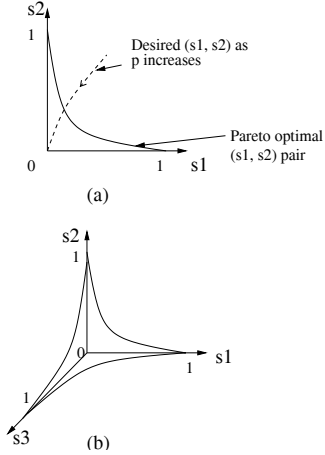 s2
1
Desired (s1, s2) as
p increases
Pareto optimal
(s1, s2) pair
0
1
s1
(a)
s2
1
0
s1
1
1
s3
(b)